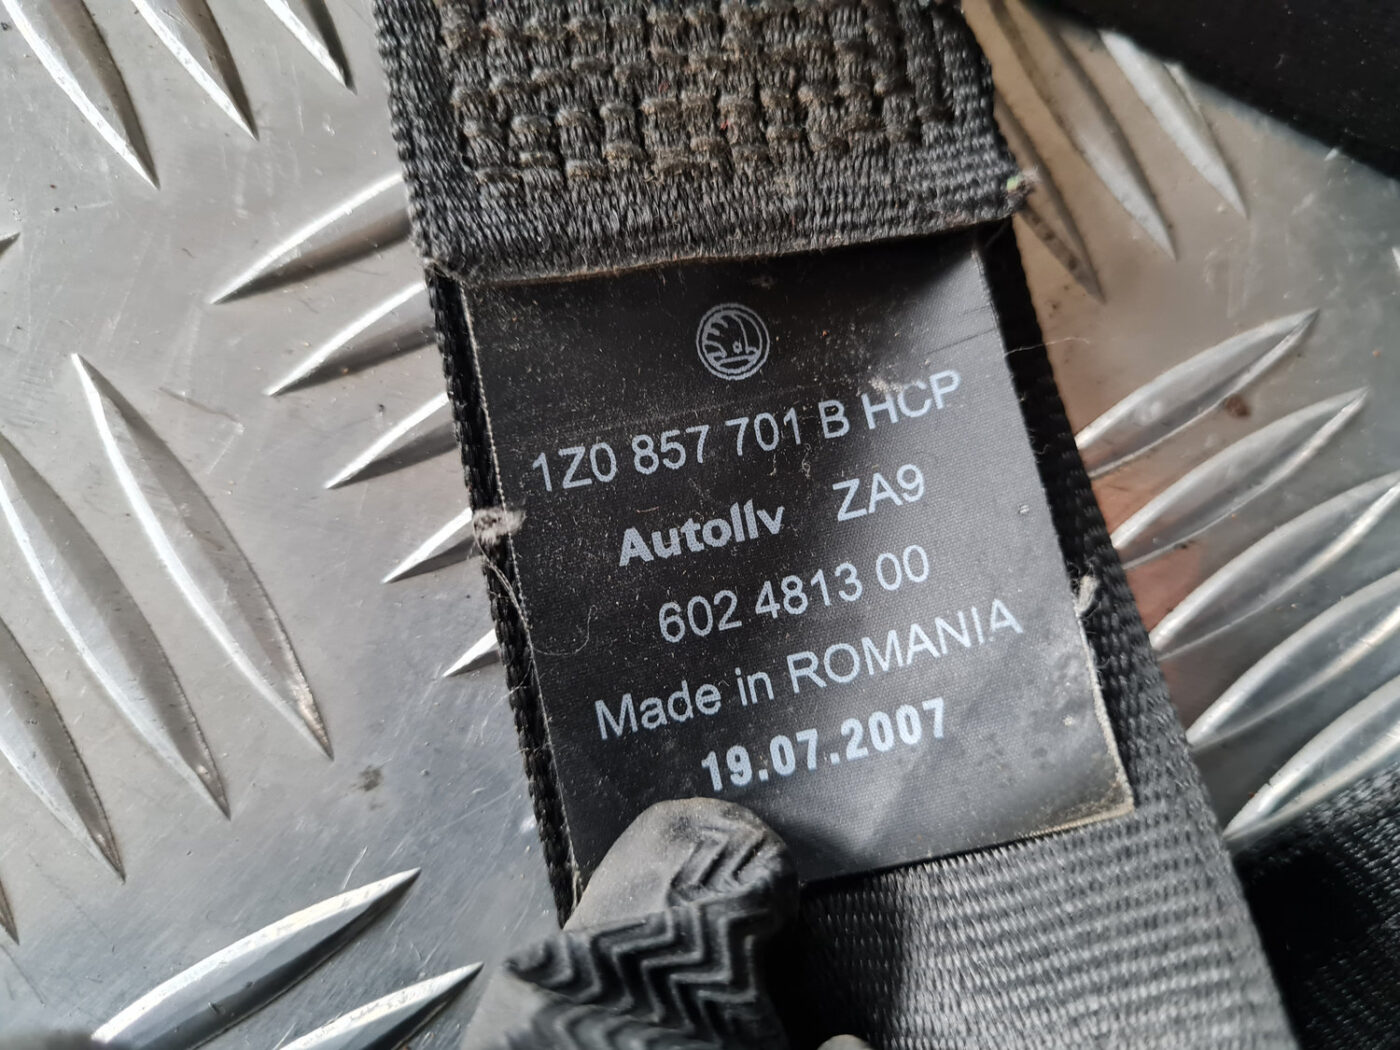 1Z0 857 701 B HCP
Autoliv ZA9
602 4813 00
Made in ROMANIA
19.07.2007